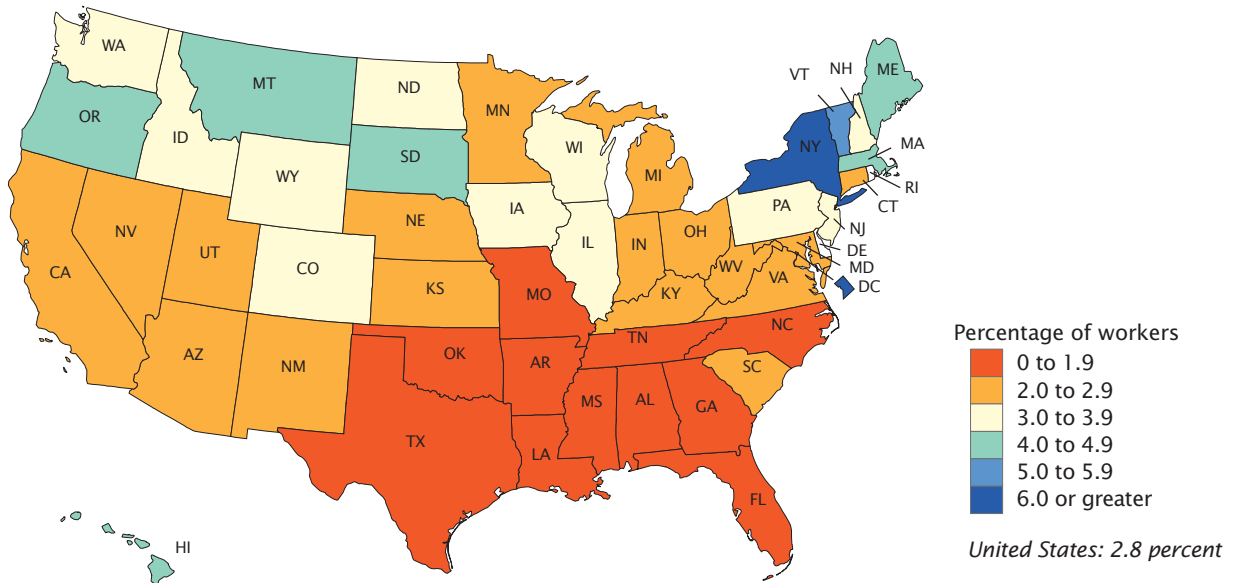 WA
MT
ND
MN
VT
NH
ME
OR
ID
SD
WI
NY
MA
WY
MI
RI
IA
PA
CT
NE
NJ
NV
IL
IN
OH
DE
UT
MD
CA
CO
WV
VA
DC
KS
MO
KY
NC
TN
AZ
NM
OK
AR
SC
MS
AL
GA
TX
LA
FL
HI
Percentage of workers
0 to 1.9
2.0 to 2.9
3.0 to 3.9
4.0 to 4.9
5.0 to 5.9
6.0 or greater
United States: 2.8 percent